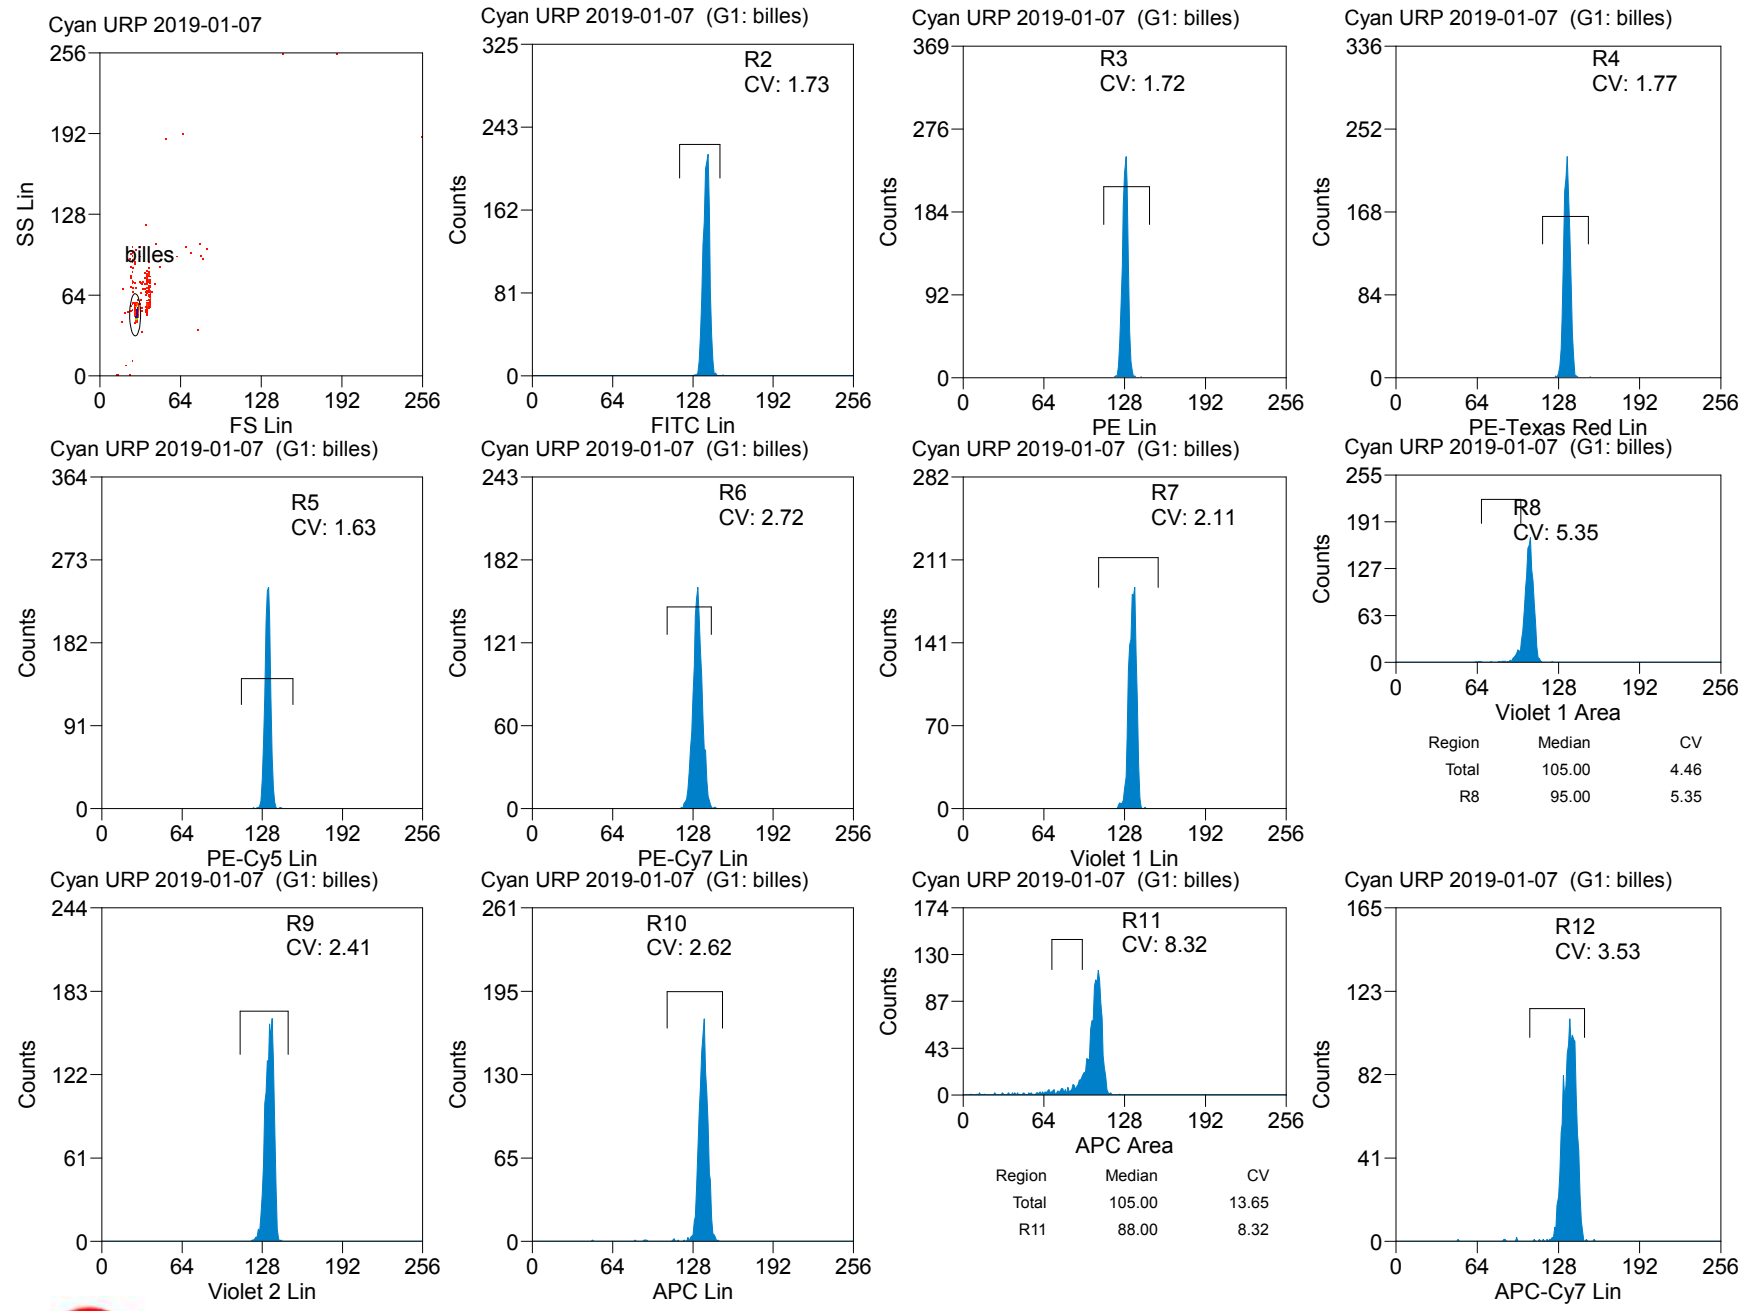 Cyan URP 2019-01-07
256
192
128
64
0
SS Lin
billes
0 64 128 192 256
FS Lin
Cyan URP 2019-01-07 (G1: billes)
325
243
162
81
0
Counts
R2
CV: 1.73
0 64 128 192 256
FITC Lin
Cyan URP 2019-01-07 (G1: billes)
369
276
184
92
0
Counts
R3
CV: 1.72
0 64 128 192 256
PE Lin
Cyan URP 2019-01-07 (G1: billes)
336
252
168
84
0
Counts
R4
CV: 1.77
0 64 128 192 256
PE-Texas Red Lin
Cyan URP 2019-01-07 (G1: billes)
364
273
182
91
0
Counts
R5
CV: 1.63
0 64 128 192 256
PE-Cy5 Lin
Cyan URP 2019-01-07 (G1: billes)
243
182
121
60
0
Counts
R6
CV: 2.72
0 64 128 192 256
PE-Cy7 Lin
Cyan URP 2019-01-07 (G1: billes)
282
211
141
70
0
Counts
R7
CV: 2.11
0 64 128 192 256
Violet 1 Lin
Cyan URP 2019-01-07 (G1: billes)
255
191
127
63
0
Counts
R8
CV: 5.35
0 64 128 192 256
Violet 1 Area
Region Median CV
Total 105.00 4.46
R8 95.00 5.35
Cyan URP 2019-01-07 (G1: billes)
244
183
122
61
0
Counts
R9
CV: 2.41
0 64 128 192 256
Violet 2 Lin
Cyan URP 2019-01-07 (G1: billes)
261
195
130
65
0
Counts
R10
CV: 2.62
0 64 128 192 256
APC Lin
Cyan URP 2019-01-07 (G1: billes)
174
130
87
43
0
Counts
R11
CV: 8.32
0 64 128 192 256
APC Area
Region Median CV
Total 105.00 13.65
R11 88.00 8.32
Cyan URP 2019-01-07 (G1: billes)
165
123
82
41
0
Counts
R12
CV: 3.53
0 64 128 192 256
APC-Cy7 Lin